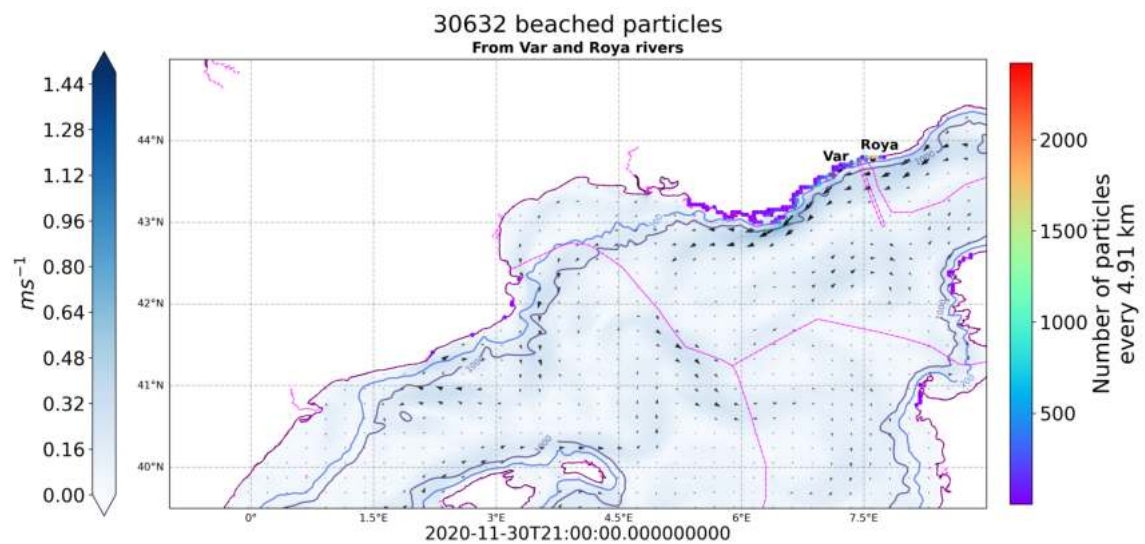 30632 beached particles
From Var and Roya rivers
1.44
1.28
1.12
0.96
0.80
0.64
0.48
0.32
0.16
0.00
ms⁻¹
44°N
43°N
42°N
41°N
40°N
Var
Roya
1000
1000
1000
0°
1.5°E
3°E
4.5°E
6°E
7.5°E
2020-11-30T21:00:00.000000000
2000
1500
1000
500
Number of particles
every 4.91 km